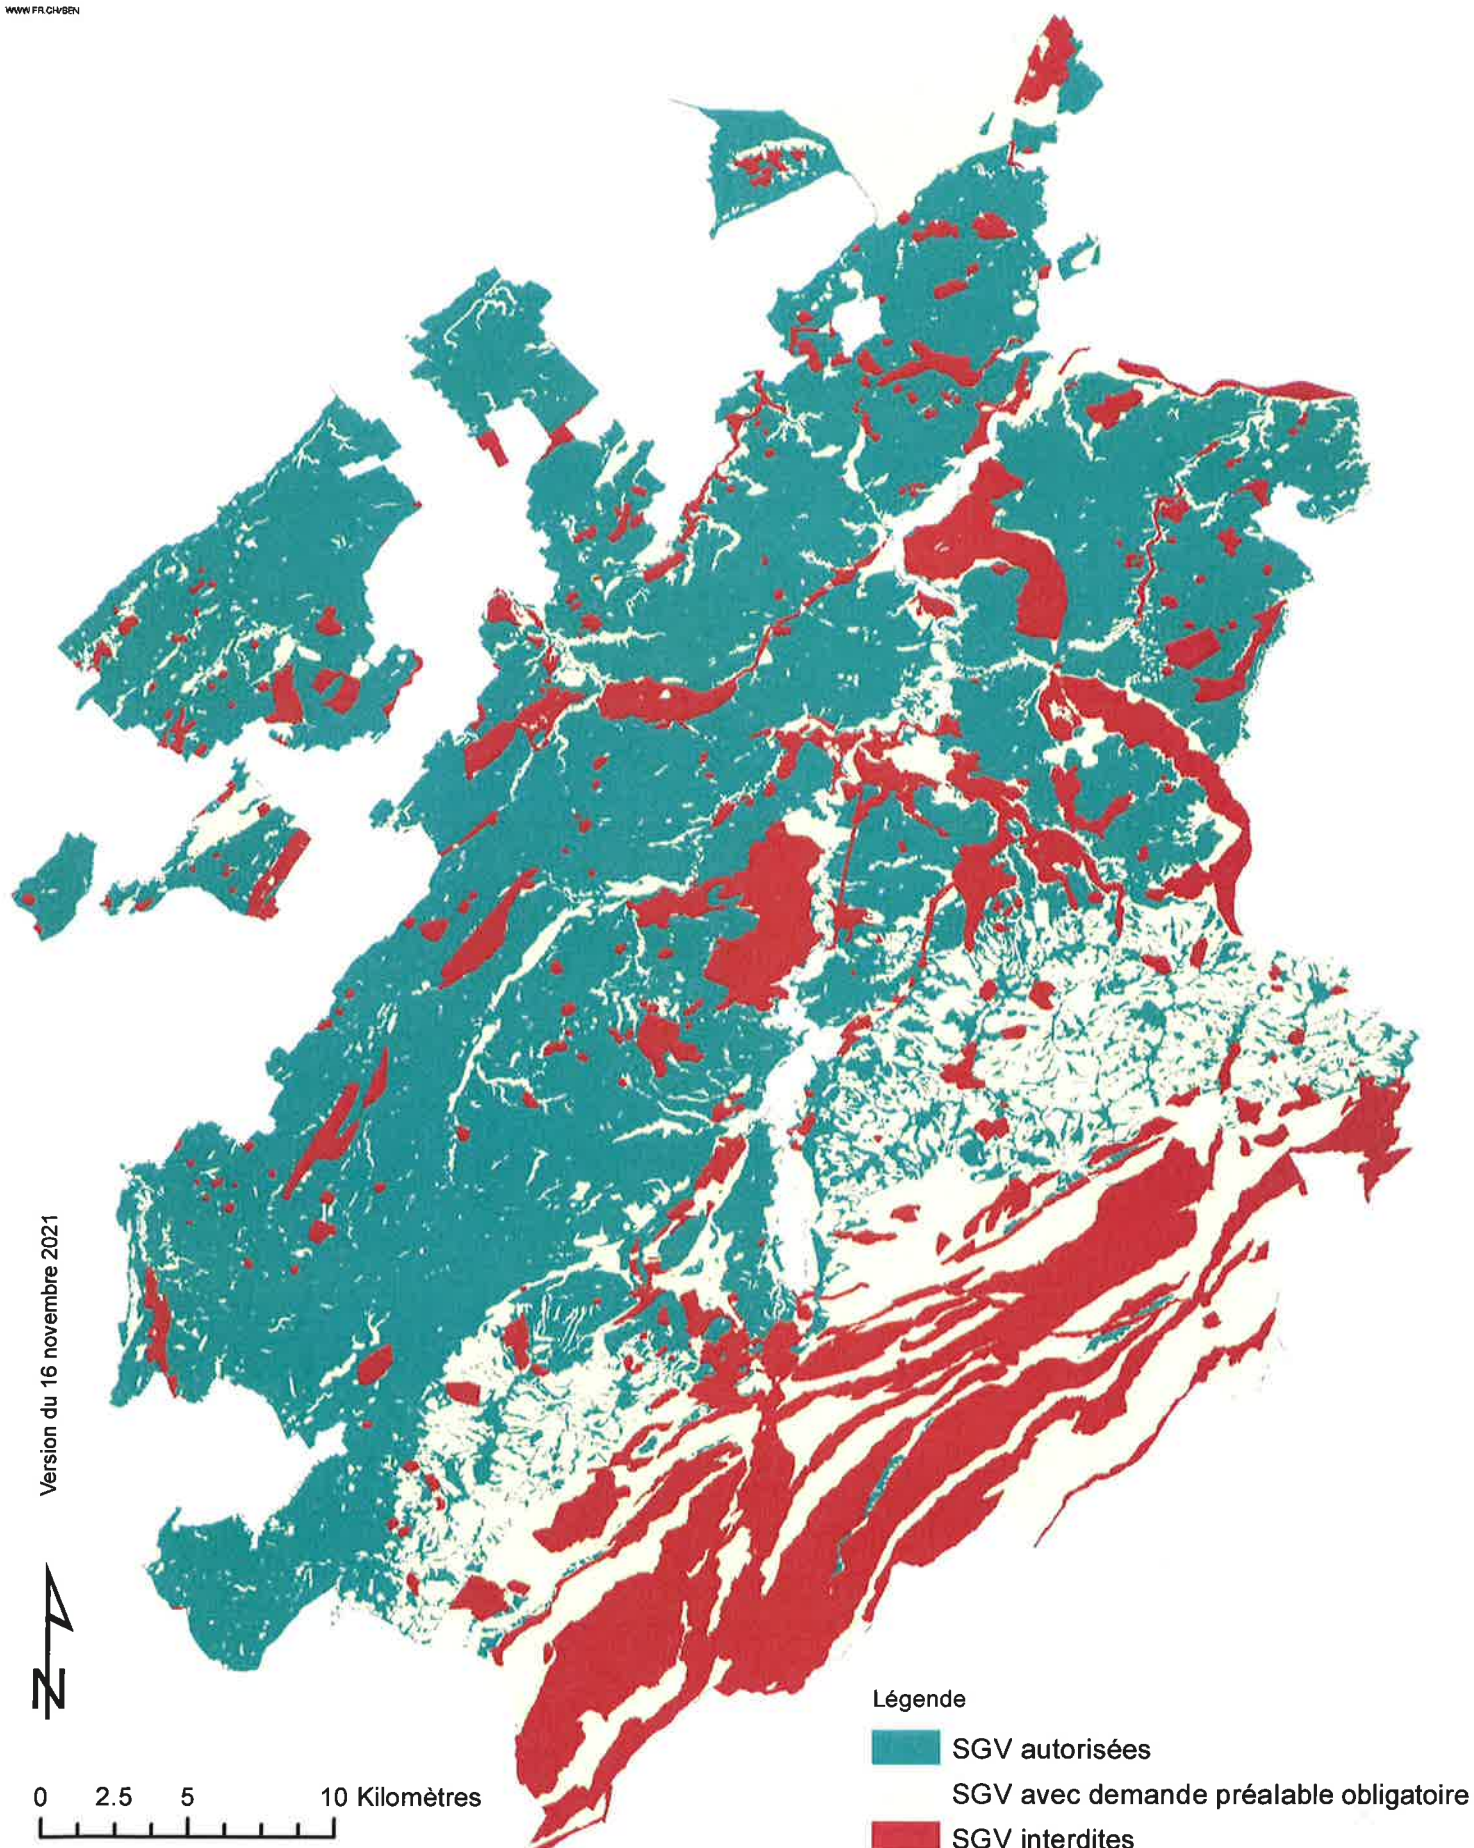 WWW.FR.CH/SEN
Version du 16 novembre 2021
N
0 2.5 5 10 Kilomètres
Légende
SGV autorisées
SGV avec demande préalable obligatoire
SGV interdites